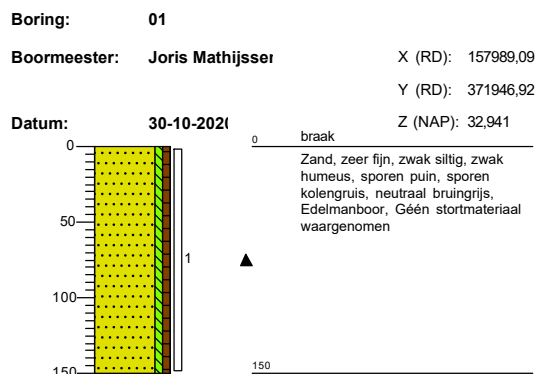 Boring: 01
Boormeester: Joris Mathijssen
X (RD): 157989,09
Y (RD): 371946,92
Datum: 30-10-2020
Z (NAP): 32,941
0
0
braak
Zand, zeer fijn, zwak siltig, zwak
humeus, sporen puin, sporen
kolengruis, neutraal bruingrijs,
Edelmanboor, Géén stortmateriaal
waargenomen
50
1
100
150
150